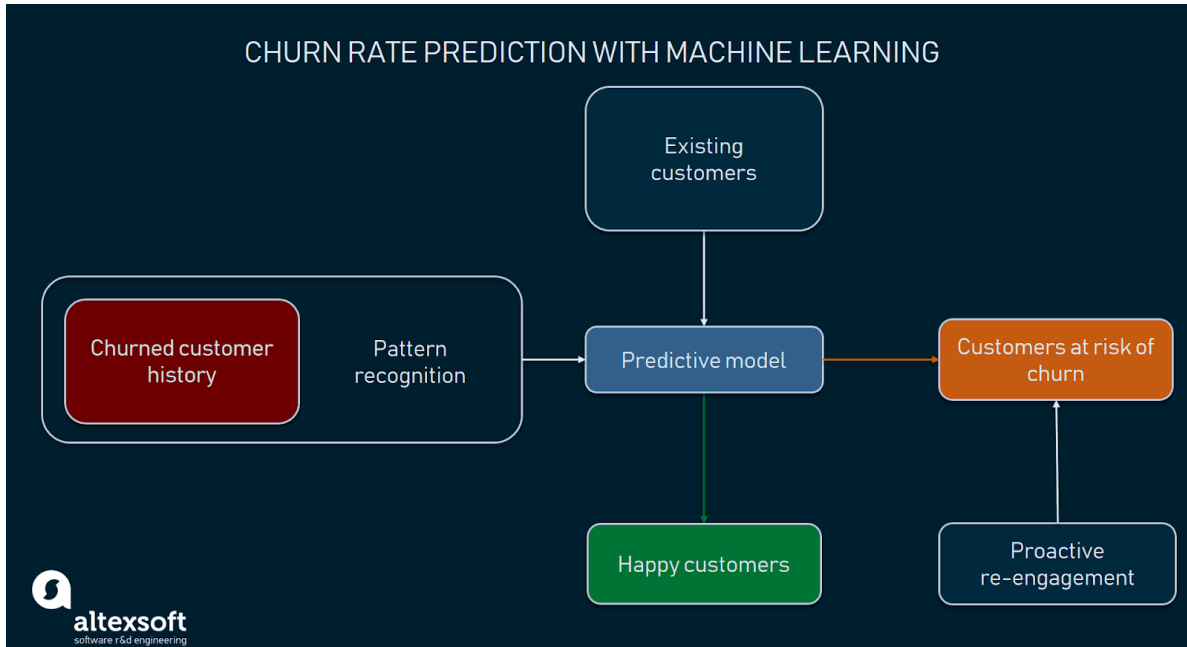 CHURN RATE PREDICTION WITH MACHINE LEARNING
Existing
customers
Churned customer
history
Pattern
recognition
Predictive model
Customers at risk of
churn
Happy customers
Proactive
re-engagement
altexsoft
software r&d engineering